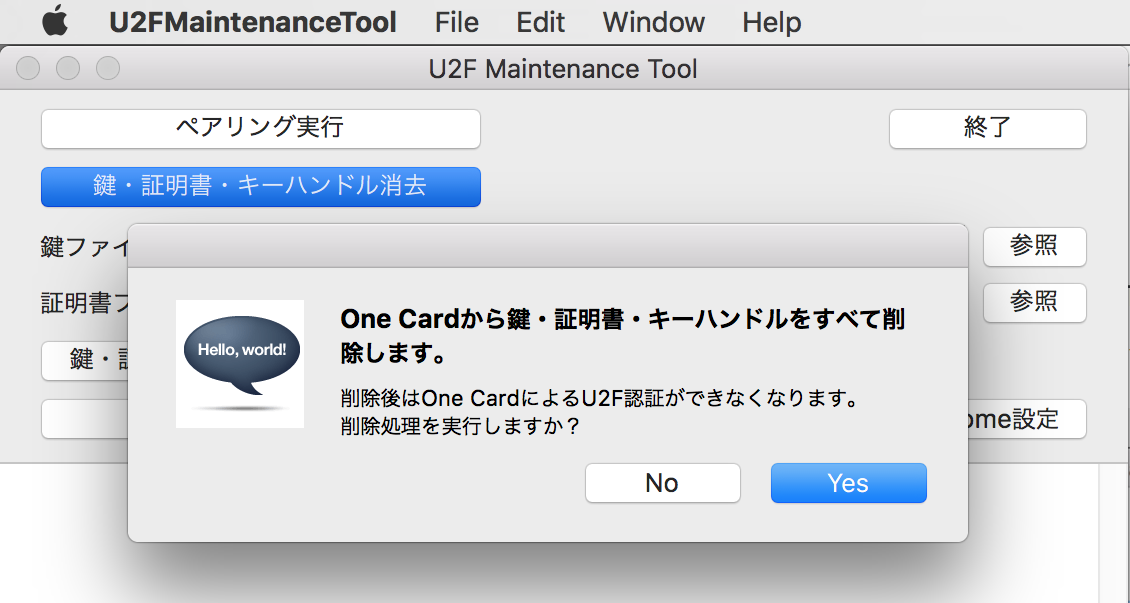 U2FMaintenanceTool File Edit Window Help
U2F Maintenance Tool
ペアリング実行 終了
鍵・証明書・キーハンドル消去
鍵ファイ 参照
証明書フ 参照
鍵・証
ome設定
Hello, world!
One Cardから鍵・証明書・キーハンドルをすべて削
除します。
削除後はOne CardによるU2F認証ができなくなります。
削除処理を実行しますか？
No Yes